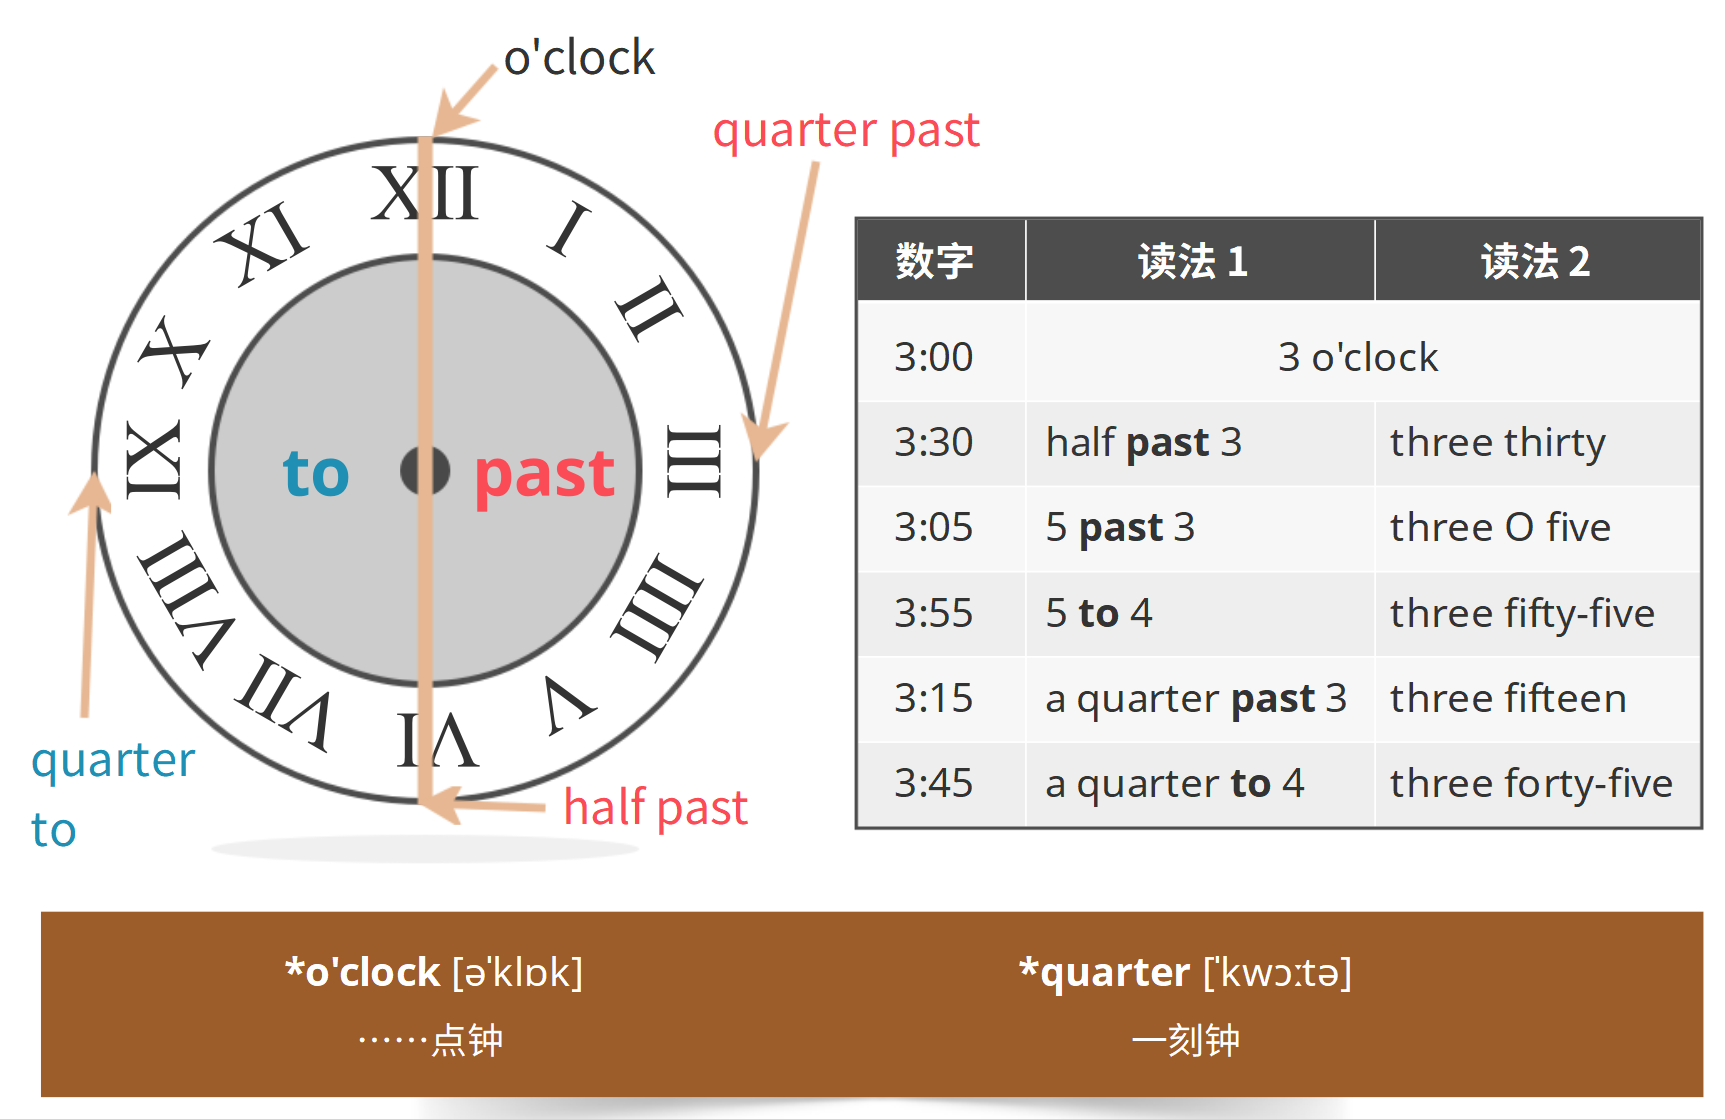 o'clock
quarter past
XII
I
II
III
IIII
V
VI
VII
VIII
IX
X
XI
to
past
quarter
to
half past
数字 读法 1 读法 2
3:00 3 o'clock
3:30 half past 3 three thirty
3:05 5 past 3 three O five
3:55 5 to 4 three fifty-five
3:15 a quarter past 3 three fifteen
3:45 a quarter to 4 three forty-five
*o'clock [ə'klɒk] *quarter ['kwɔːtə]
……点钟 一刻钟